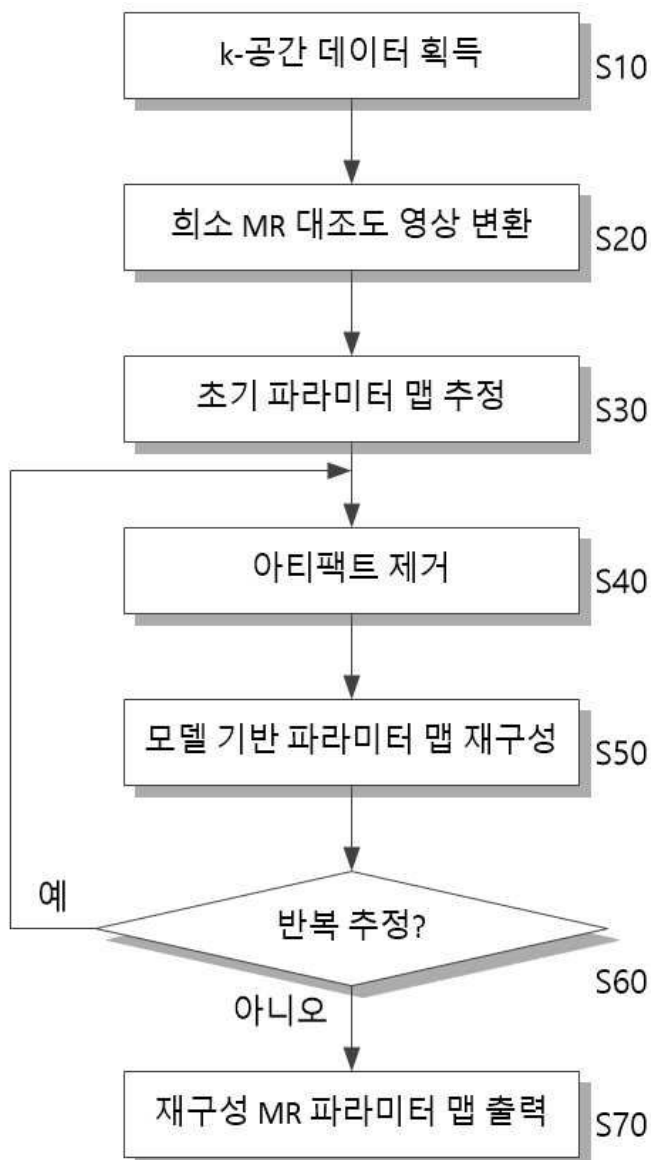 k-공간 데이터 획득
S10
희소 MR 대조도 영상 변환
S20
초기 파라미터 맵 추정
S30
아티팩트 제거
S40
모델 기반 파라미터 맵 재구성
S50
예
반복 추정?
S60
아니오
재구성 MR 파라미터 맵 출력
S70